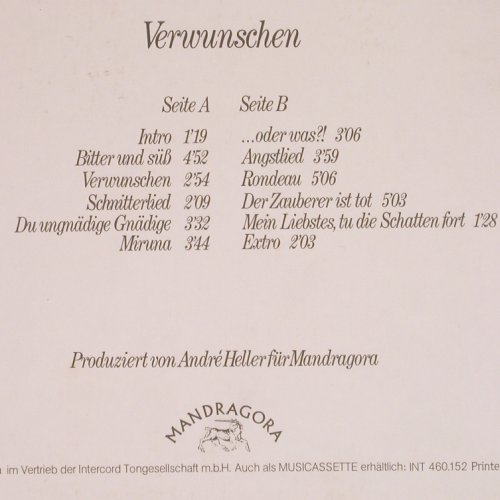 Verwunschen
Seite A
Intro 1'19
Bitter und süß 4'52
Verwunschen 2'54
Schnitterlied 2'09
Du ungnädige Gnädige 3'32
Miruna 3'44
Seite B
...oder was?! 3'06
Angstlied 3'59
Rondeau 5'06
Der Zauberer ist tot 5'03
Mein Liebstes, tu die Schatten fort 1'28
Extro 2'03
Produziert von André Heller für Mandragora
MANDRAGORA
im Vertrieb der Intercord Tongesellschaft m.b.H. Auch als MUSICASSETTE erhältlich: INT 460.152 Printe